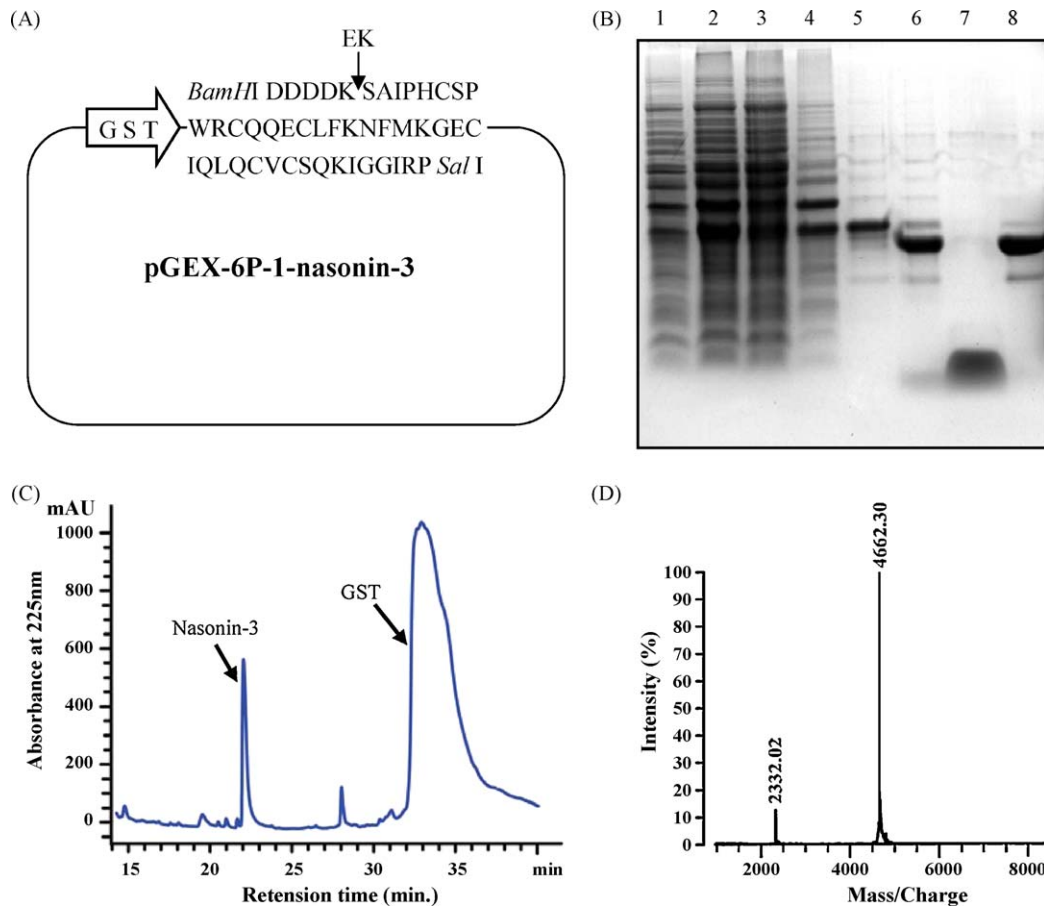 (A)
EK
BamHI DDDDK SAIPHCSP
G S T
WRCQQECLFKNFMKGEC
IQLQCVCSQKIGGIRP Sal I
pGEX-6P-1-nasonin-3
(B)
1 2 3 4 5 6 7 8
(C)
mAU
1000
800
600
400
200
0
Absorbance at 225nm
Nasonin-3
GST
15 20 25 30 35 min
Retension time (min.)
(D)
4662.30
2332.02
100
90
80
70
60
50
40
30
20
10
0
Intensity (%)
2000 4000 6000 8000
Mass/Charge